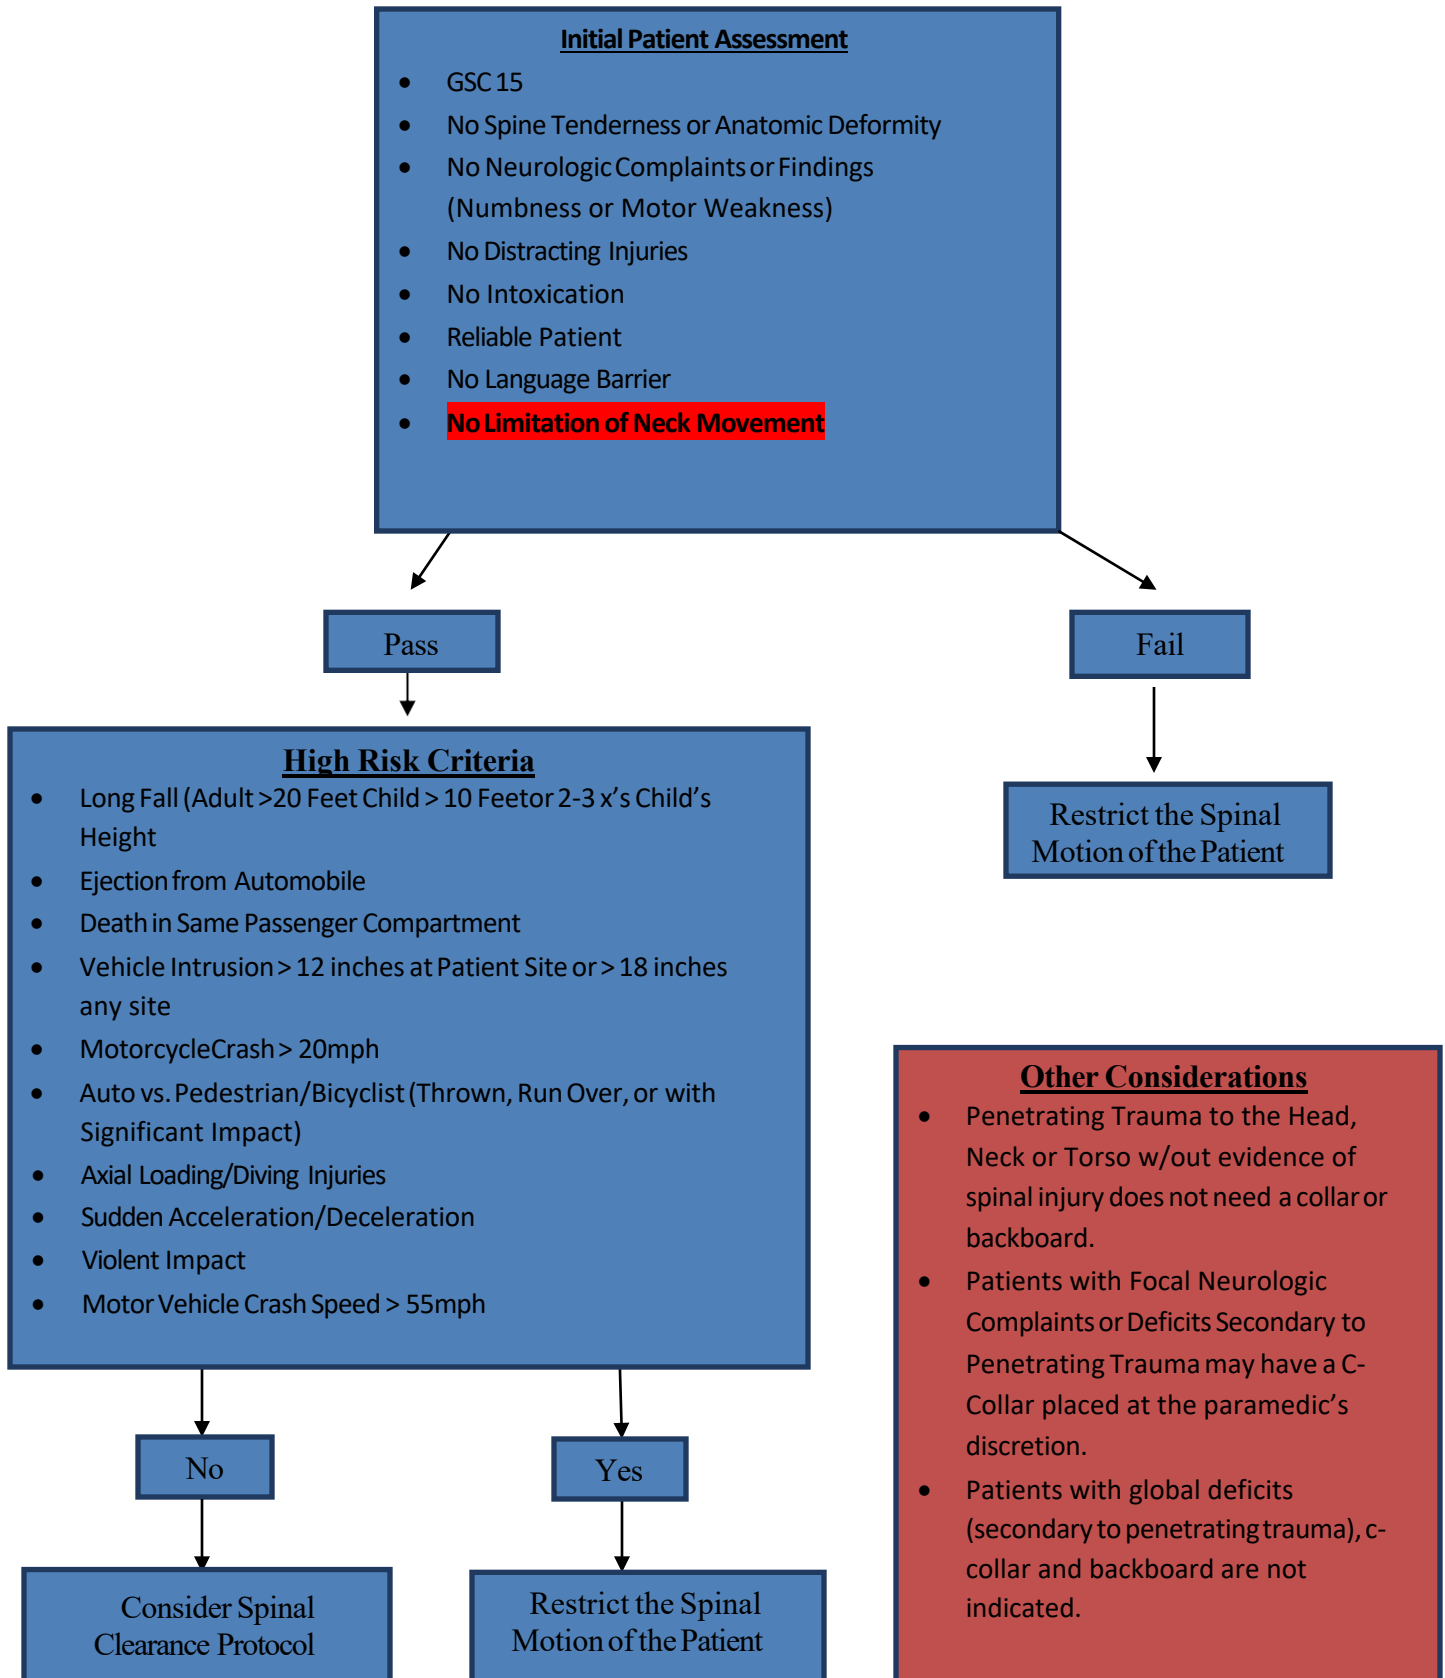 Initial Patient Assessment
• GSC 15
• No Spine Tenderness or Anatomic Deformity
• No Neurologic Complaints or Findings
(Numbness or Motor Weakness)
• No Distracting Injuries
• No Intoxication
• Reliable Patient
• No Language Barrier
• No Limitation of Neck Movement
Pass
Fail
High Risk Criteria
• Long Fall (Adult >20 Feet Child > 10 Feetor 2-3 x’s Child’s
Height
• Ejection from Automobile
• Death in Same Passenger Compartment
• Vehicle Intrusion > 12 inches at Patient Site or > 18 inches
any site
• MotorcycleCrash > 20mph
• Auto vs. Pedestrian/Bicyclist (Thrown, Run Over, or with
Significant Impact)
• Axial Loading/Diving Injuries
• Sudden Acceleration/Deceleration
• Violent Impact
• Motor Vehicle Crash Speed > 55mph
Restrict the Spinal
Motion of the Patient
Other Considerations
• Penetrating Trauma to the Head,
Neck or Torso w/out evidence of
spinal injury does not need a collar or
backboard.
• Patients with Focal Neurologic
Complaints or Deficits Secondary to
Penetrating Trauma may have a C-
Collar placed at the paramedic’s
discretion.
• Patients with global deficits
(secondary to penetrating trauma), c-
collar and backboard are not
indicated.
No
Yes
Consider Spinal
Clearance Protocol
Restrict the Spinal
Motion of the Patient